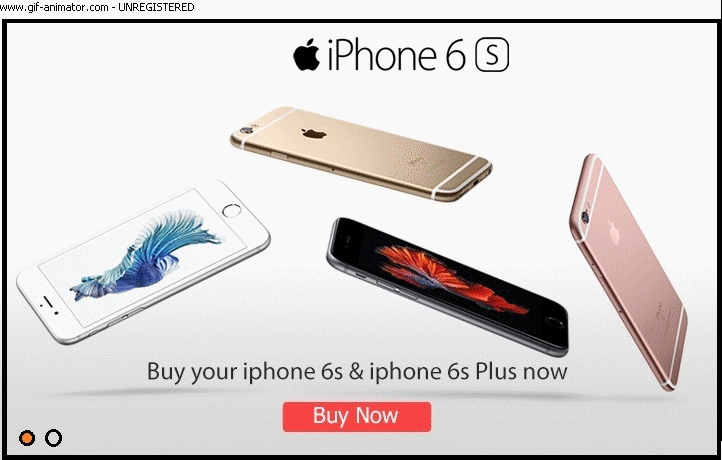 www.gif-animator.com - UNREGISTERED
iPhone 6 S
Buy your iphone 6s & iphone 6s Plus now
Buy Now